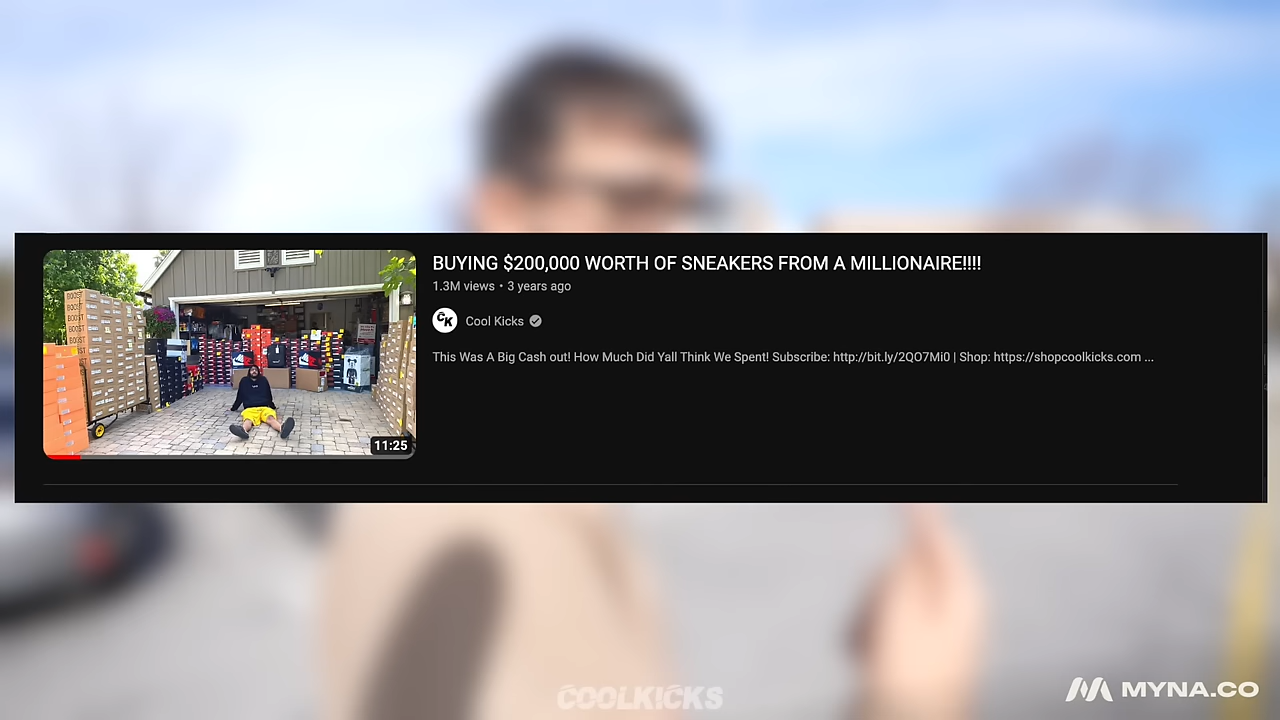 BUYING $200,000 WORTH OF SNEAKERS FROM A MILLIONAIRE!!!!
1.3M views • 3 years ago
CK
Cool Kicks
This Was A Big Cash out! How Much Did Yall Think We Spent! Subscribe: http://bit.ly/2QO7Mi0 | Shop: https://shopcoolkicks.com ...
11:25
COOLKICKS
MYNA.CO